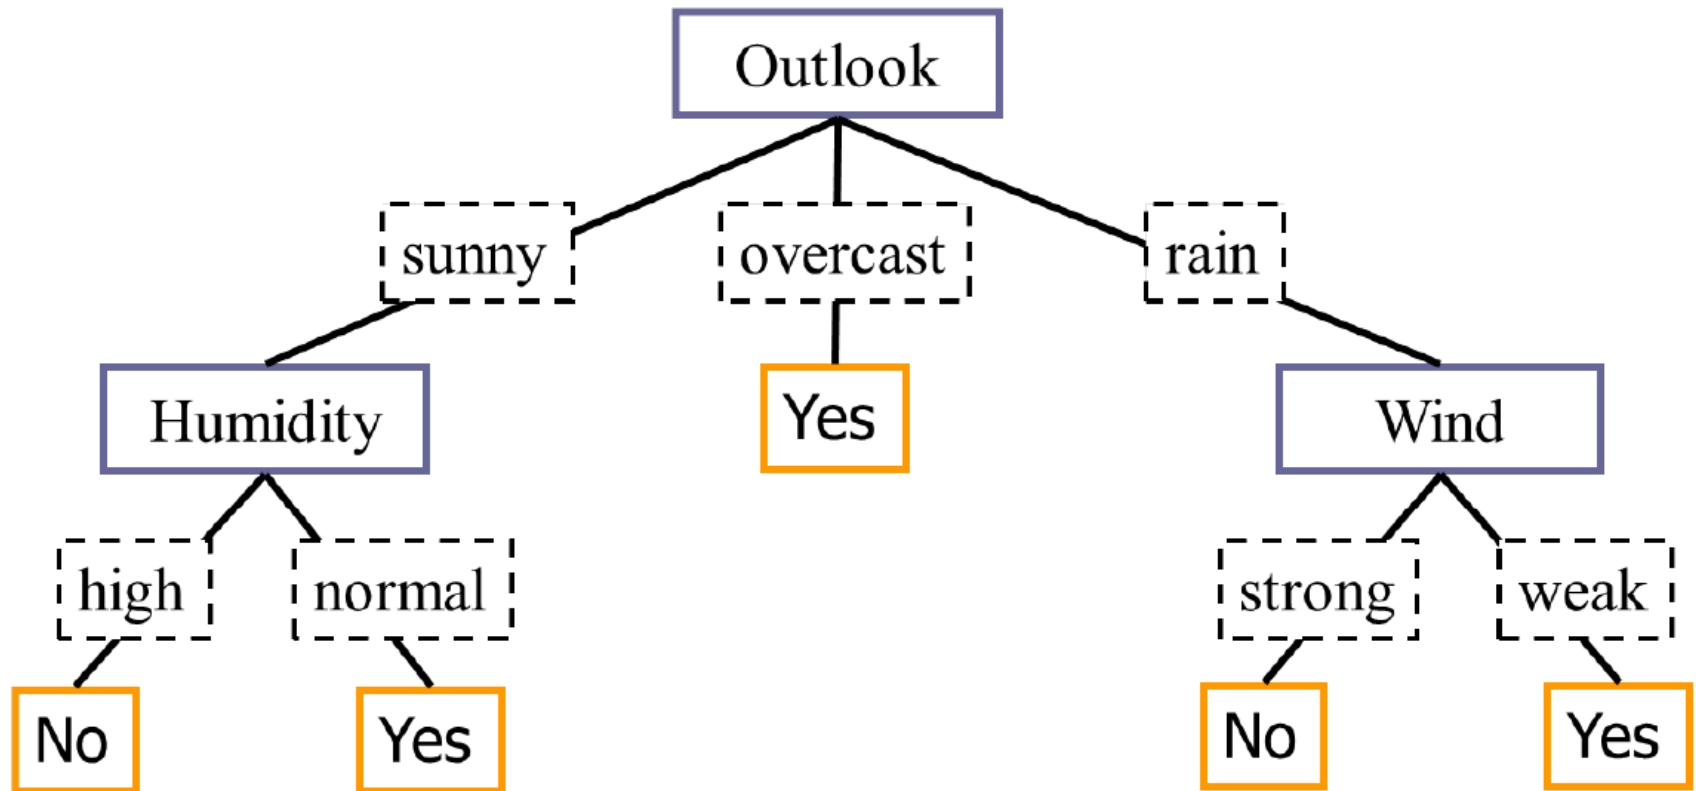 Outlook
sunny overcast rain
Humidity Yes Wind
high normal strong weak
No Yes No Yes